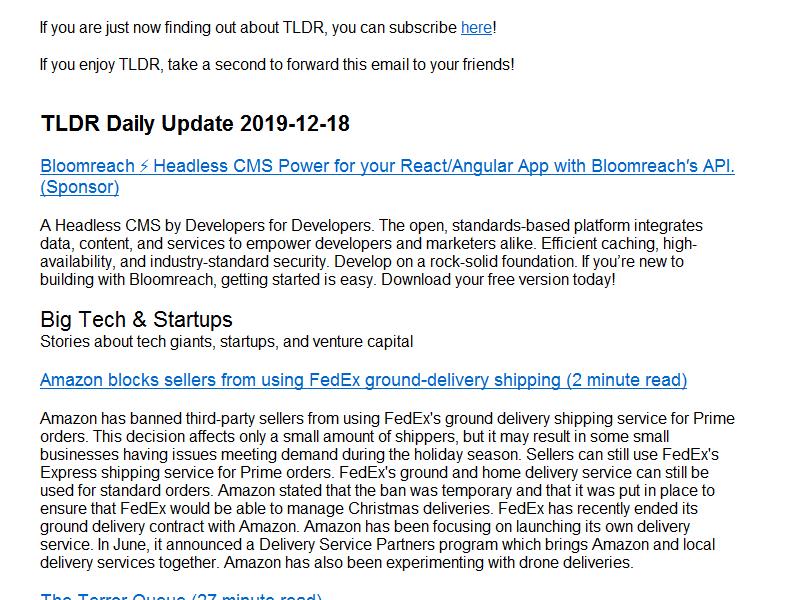 If you are just now finding out about TLDR, you can subscribe here!
If you enjoy TLDR, take a second to forward this email to your friends!
TLDR Daily Update 2019-12-18
Bloomreach ⚡ Headless CMS Power for your React/Angular App with Bloomreach's API.
(Sponsor)
A Headless CMS by Developers for Developers. The open, standards-based platform integrates
data, content, and services to empower developers and marketers alike. Efficient caching, high-
availability, and industry-standard security. Develop on a rock-solid foundation. If you’re new to
building with Bloomreach, getting started is easy. Download your free version today!
Big Tech & Startups
Stories about tech giants, startups, and venture capital
Amazon blocks sellers from using FedEx ground-delivery shipping (2 minute read)
Amazon has banned third-party sellers from using FedEx's ground delivery shipping service for Prime
orders. This decision affects only a small amount of shippers, but it may result in some small
businesses having issues meeting demand during the holiday season. Sellers can still use FedEx's
Express shipping service for Prime orders. FedEx's ground and home delivery service can still be
used for standard orders. Amazon stated that the ban was temporary and that it was put in place to
ensure that FedEx would be able to manage Christmas deliveries. FedEx has recently ended its
ground delivery contract with Amazon. Amazon has been focusing on launching its own delivery
service. In June, it announced a Delivery Service Partners program which brings Amazon and local
delivery services together. Amazon has also been experimenting with drone deliveries.
The Terror Queue (27 minute read)